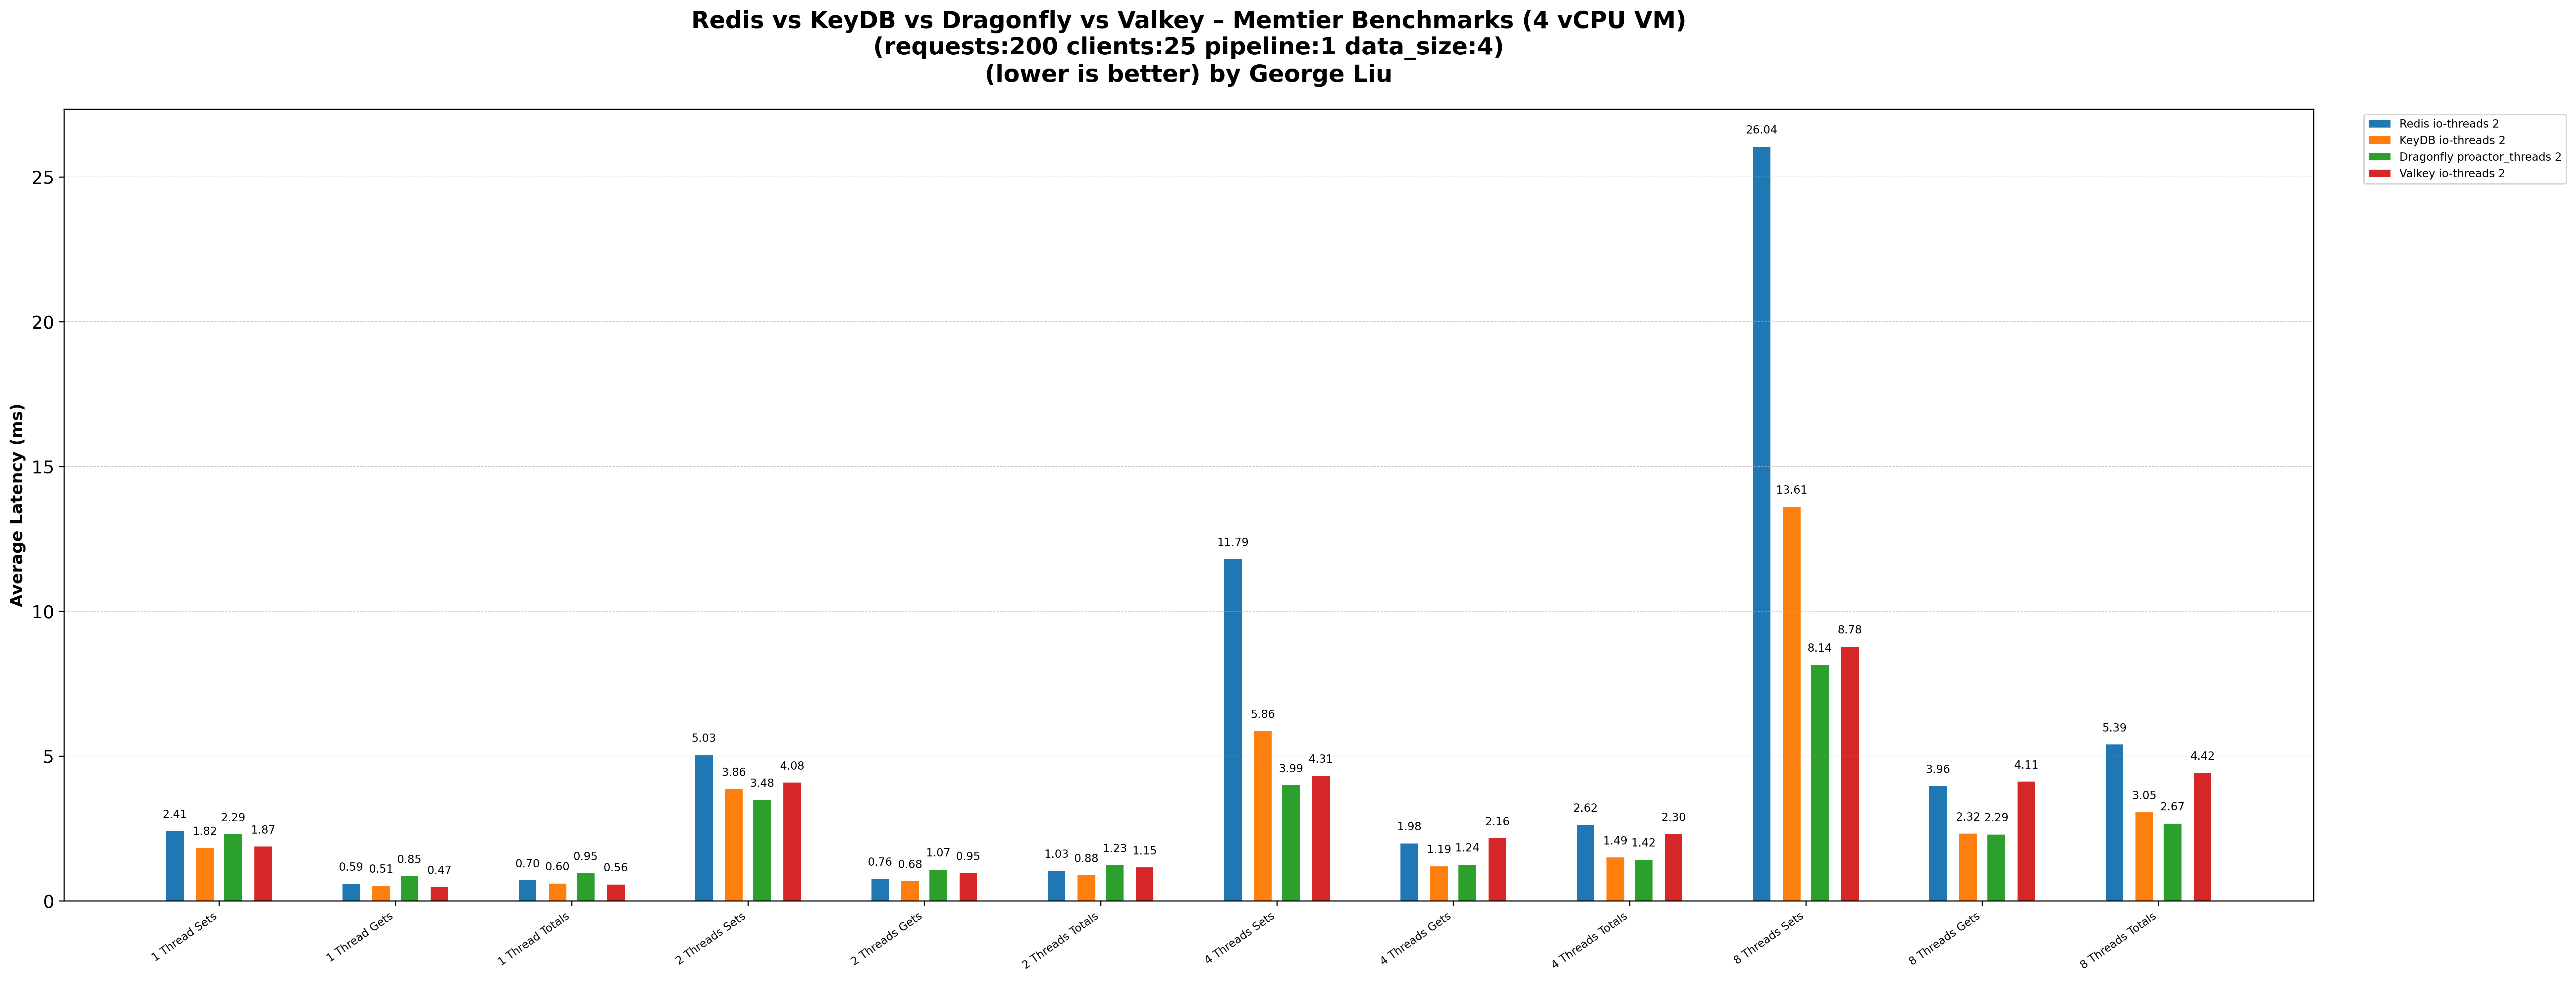 Redis vs KeyDB vs Dragonfly vs Valkey – Memtier Benchmarks (4 vCPU VM)
(requests:200 clients:25 pipeline:1 data_size:4)
(lower is better) by George Liu
Redis io-threads 2
KeyDB io-threads 2
Dragonfly proactor_threads 2
Valkey io-threads 2
Average Latency (ms)
25
20
15
10
5
0
2.41 1.82 2.29 1.87
0.59 0.51 0.85 0.47
0.70 0.60 0.95 0.56
5.03 3.86 3.48 4.08
0.76 0.68 1.07 0.95
1.03 0.88 1.23 1.15
11.79 5.86 3.99 4.31
1.98 1.19 1.24 2.16
2.62 1.49 1.42 2.30
26.04 13.61 8.14 8.78
3.96 2.32 2.29 4.11
5.39 3.05 2.67 4.42
1 Thread Sets
1 Thread Gets
1 Thread Totals
2 Threads Sets
2 Threads Gets
2 Threads Totals
4 Threads Sets
4 Threads Gets
4 Threads Totals
8 Threads Sets
8 Threads Gets
8 Threads Totals